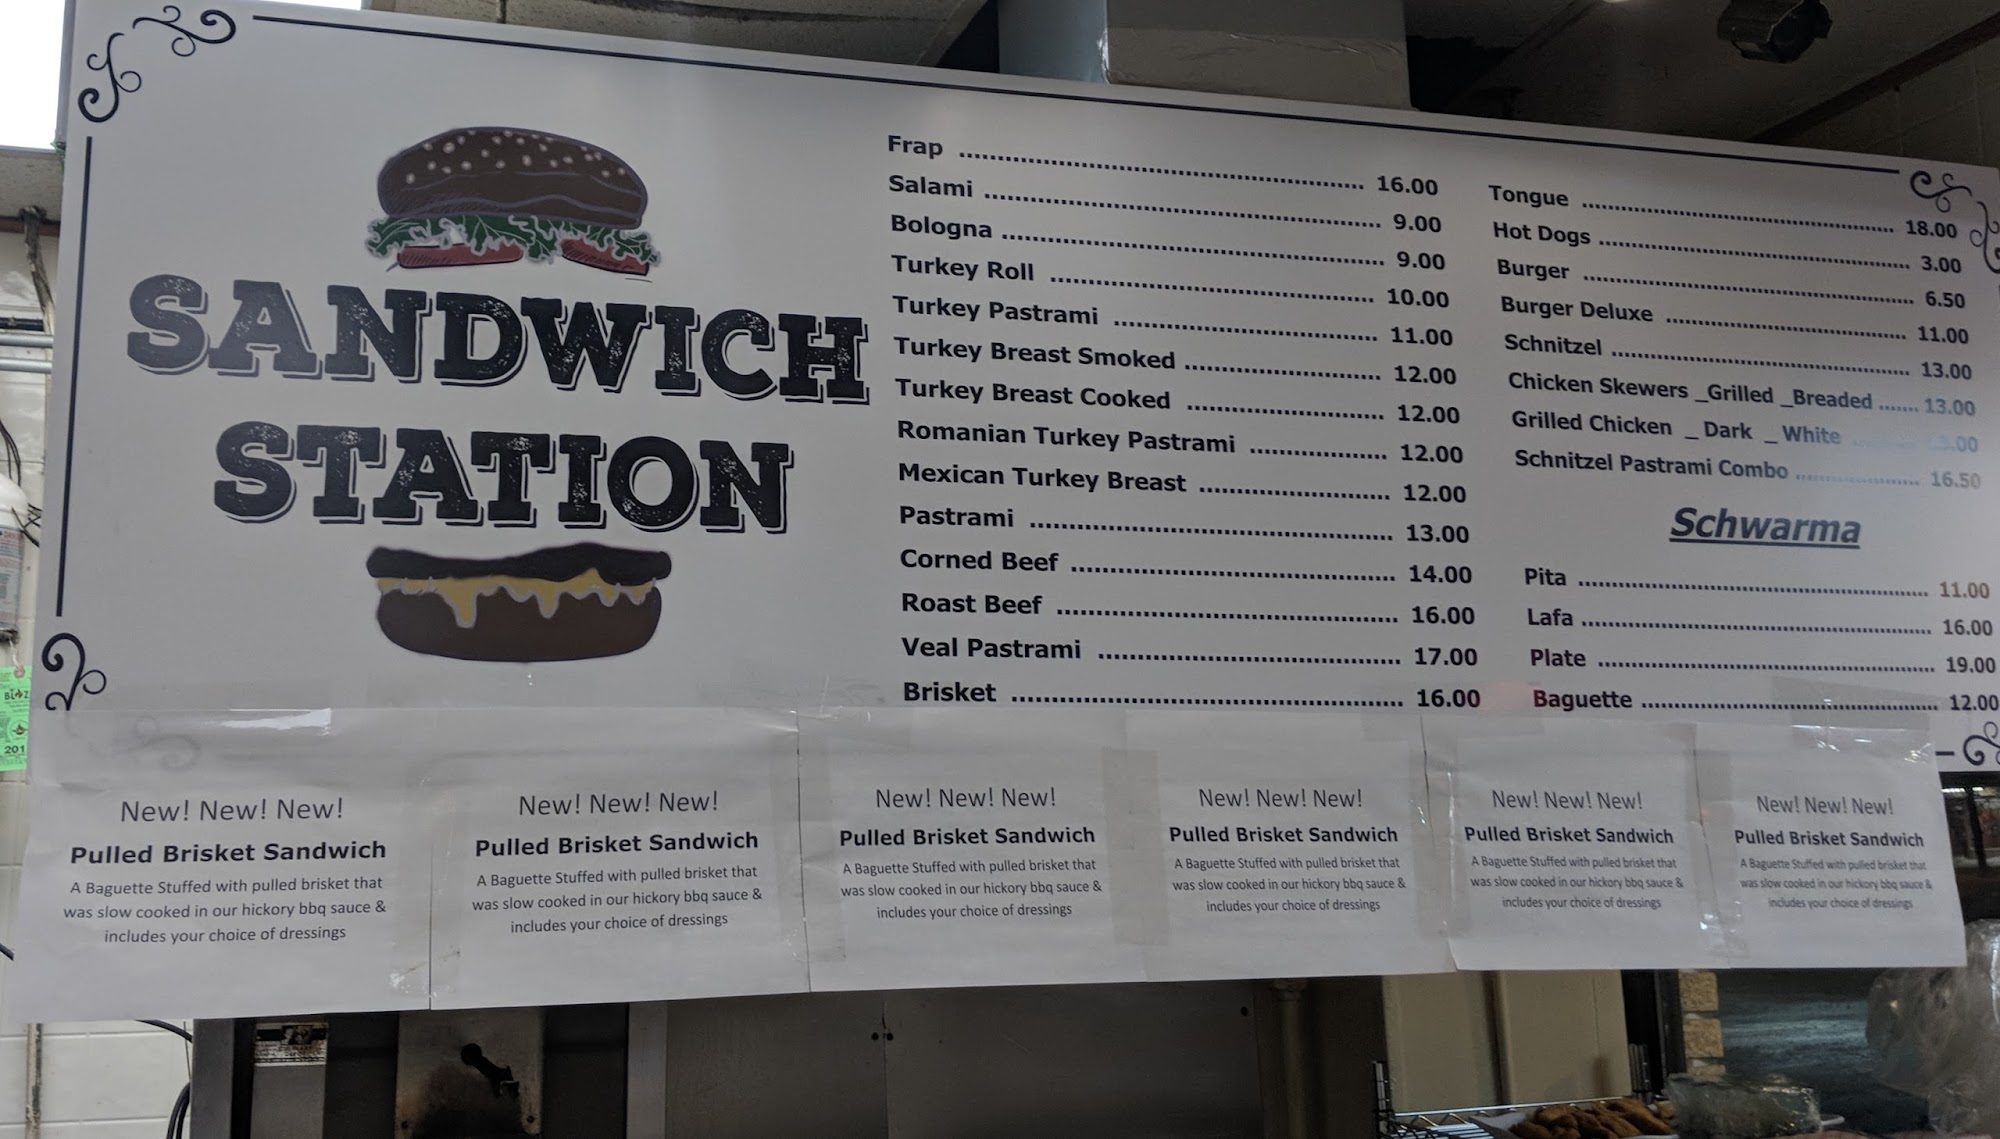 SANDWICH
STATION
Frap ........ 16.00
Salami ........ 9.00
Bologna ........ 9.00
Turkey Roll ........ 10.00
Turkey Pastrami ........ 11.00
Turkey Breast Smoked ........ 12.00
Turkey Breast Cooked ........ 12.00
Romanian Turkey Pastrami ........ 12.00
Mexican Turkey Breast ........ 12.00
Pastrami ........ 13.00
Corned Beef ........ 14.00
Roast Beef ........ 16.00
Veal Pastrami ........ 17.00
Brisket ........ 16.00
Tongue ........ 18.00
Hot Dogs ........ 3.00
Burger ........ 6.50
Burger Deluxe ........ 11.00
Schnitzel ........ 13.00
Chicken Skewers _Grilled _Breaded ....... 13.00
Grilled Chicken _ Dark _ White
Schnitzel Pastrami Combo ........ 16.50
Schwarma
Pita ........ 11.00
Lafa ........ 16.00
Plate ........ 19.00
Baguette ........ 12.00
New! New! New!
Pulled Brisket Sandwich
A Baguette Stuffed with pulled brisket that
was slow cooked in our hickory bbq sauce &
includes your choice of dressings
New! New! New!
Pulled Brisket Sandwich
A Baguette Stuffed with pulled brisket that
was slow cooked in our hickory bbq sauce &
includes your choice of dressings
New! New! New!
Pulled Brisket Sandwich
A Baguette Stuffed with pulled brisket that
was slow cooked in our hickory bbq sauce &
includes your choice of dressings
New! New! New!
Pulled Brisket Sandwich
A Baguette Stuffed with pulled brisket that
was slow cooked in our hickory bbq sauce &
includes your choice of dressings
New! New! New!
Pulled Brisket Sandwich
A Baguette Stuffed with pulled brisket that
was slow cooked in our hickory bbq sauce &
includes your choice of dressings
New! New! New!
Pulled Brisket Sandwich
A Baguette Stuffed with pulled brisket that
was slow cooked in our hickory bbq sauce &
includes your choice of dressings
201